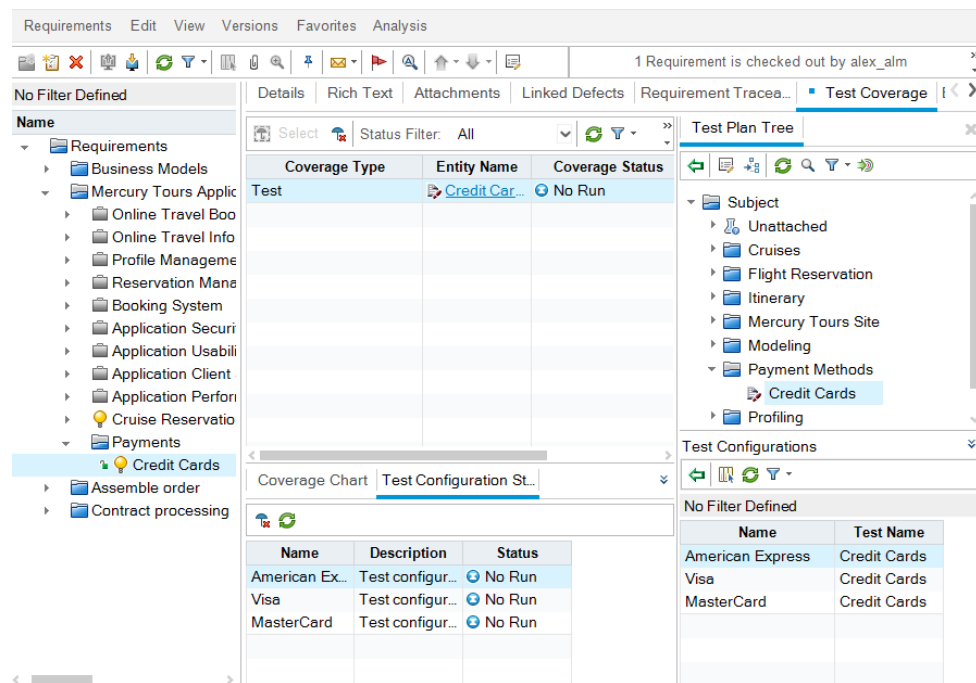 Requirements Edit View Versions Favorites Analysis
1 Requirement is checked out by alex_alm
No Filter Defined
Name
Requirements
Business Models
Mercury Tours Applic
Online Travel Boo
Online Travel Info
Profile Manageme
Reservation Mana
Booking System
Application Securi
Application Usabili
Application Client
Application Perfor
Cruise Reservatio
Payments
Credit Cards
Assemble order
Contract processing
Details Rich Text Attachments Linked Defects Requirement Tracea... Test Coverage
Select Status Filter: All
Coverage Type Entity Name Coverage Status
Test Credit Car... No Run
Coverage Chart Test Configuration St...
Name Description Status
American Ex... Test configur... No Run
Visa Test configur... No Run
MasterCard Test configur... No Run
Test Plan Tree
Subject
Unattached
Cruises
Flight Reservation
Itinerary
Mercury Tours Site
Modeling
Payment Methods
Credit Cards
Profiling
Test Configurations
No Filter Defined
Name Test Name
American Express Credit Cards
Visa Credit Cards
MasterCard Credit Cards